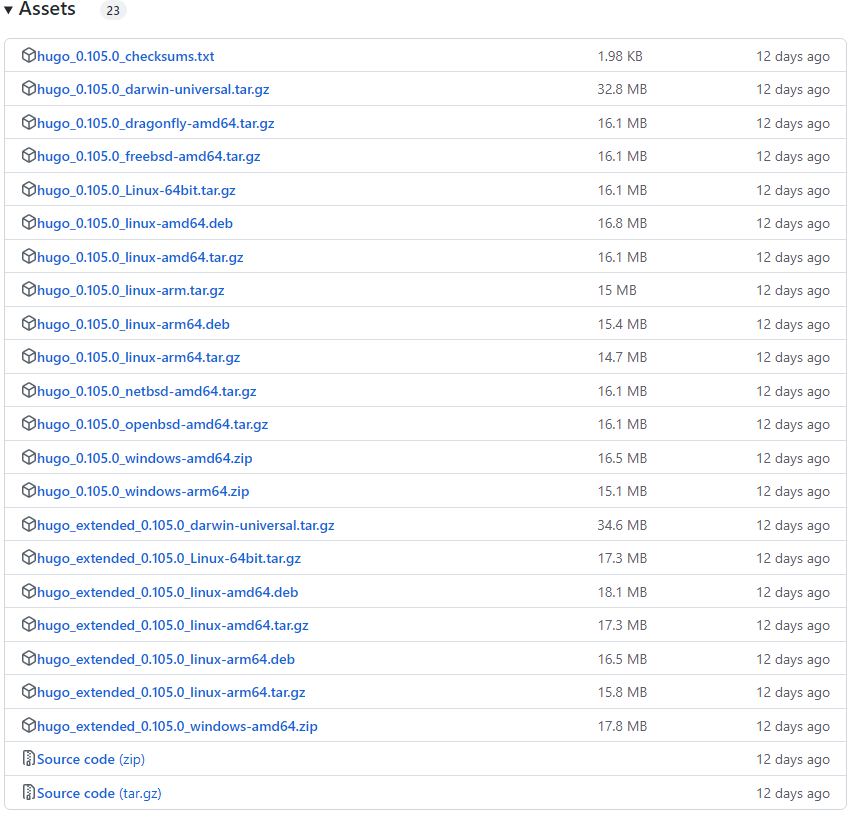 Assets 23
hugo_0.105.0_checksums.txt 1.98 KB 12 days ago
hugo_0.105.0_darwin-universal.tar.gz 32.8 MB 12 days ago
hugo_0.105.0_dragonfly-amd64.tar.gz 16.1 MB 12 days ago
hugo_0.105.0_freebsd-amd64.tar.gz 16.1 MB 12 days ago
hugo_0.105.0_Linux-64bit.tar.gz 16.1 MB 12 days ago
hugo_0.105.0_linux-amd64.deb 16.8 MB 12 days ago
hugo_0.105.0_linux-amd64.tar.gz 16.1 MB 12 days ago
hugo_0.105.0_linux-arm.tar.gz 15 MB 12 days ago
hugo_0.105.0_linux-arm64.deb 15.4 MB 12 days ago
hugo_0.105.0_linux-arm64.tar.gz 14.7 MB 12 days ago
hugo_0.105.0_netbsd-amd64.tar.gz 16.1 MB 12 days ago
hugo_0.105.0_openbsd-amd64.tar.gz 16.1 MB 12 days ago
hugo_0.105.0_windows-amd64.zip 16.5 MB 12 days ago
hugo_0.105.0_windows-arm64.zip 15.1 MB 12 days ago
hugo_extended_0.105.0_darwin-universal.tar.gz 34.6 MB 12 days ago
hugo_extended_0.105.0_Linux-64bit.tar.gz 17.3 MB 12 days ago
hugo_extended_0.105.0_linux-amd64.deb 18.1 MB 12 days ago
hugo_extended_0.105.0_linux-amd64.tar.gz 17.3 MB 12 days ago
hugo_extended_0.105.0_linux-arm64.deb 16.5 MB 12 days ago
hugo_extended_0.105.0_linux-arm64.tar.gz 15.8 MB 12 days ago
hugo_extended_0.105.0_windows-amd64.zip 17.8 MB 12 days ago
Source code (zip) 12 days ago
Source code (tar.gz) 12 days ago